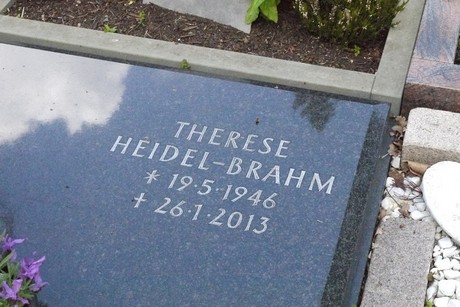 THERESE
HEIDEL-BRAHM
* 19·5·1946
+ 26·1·2013